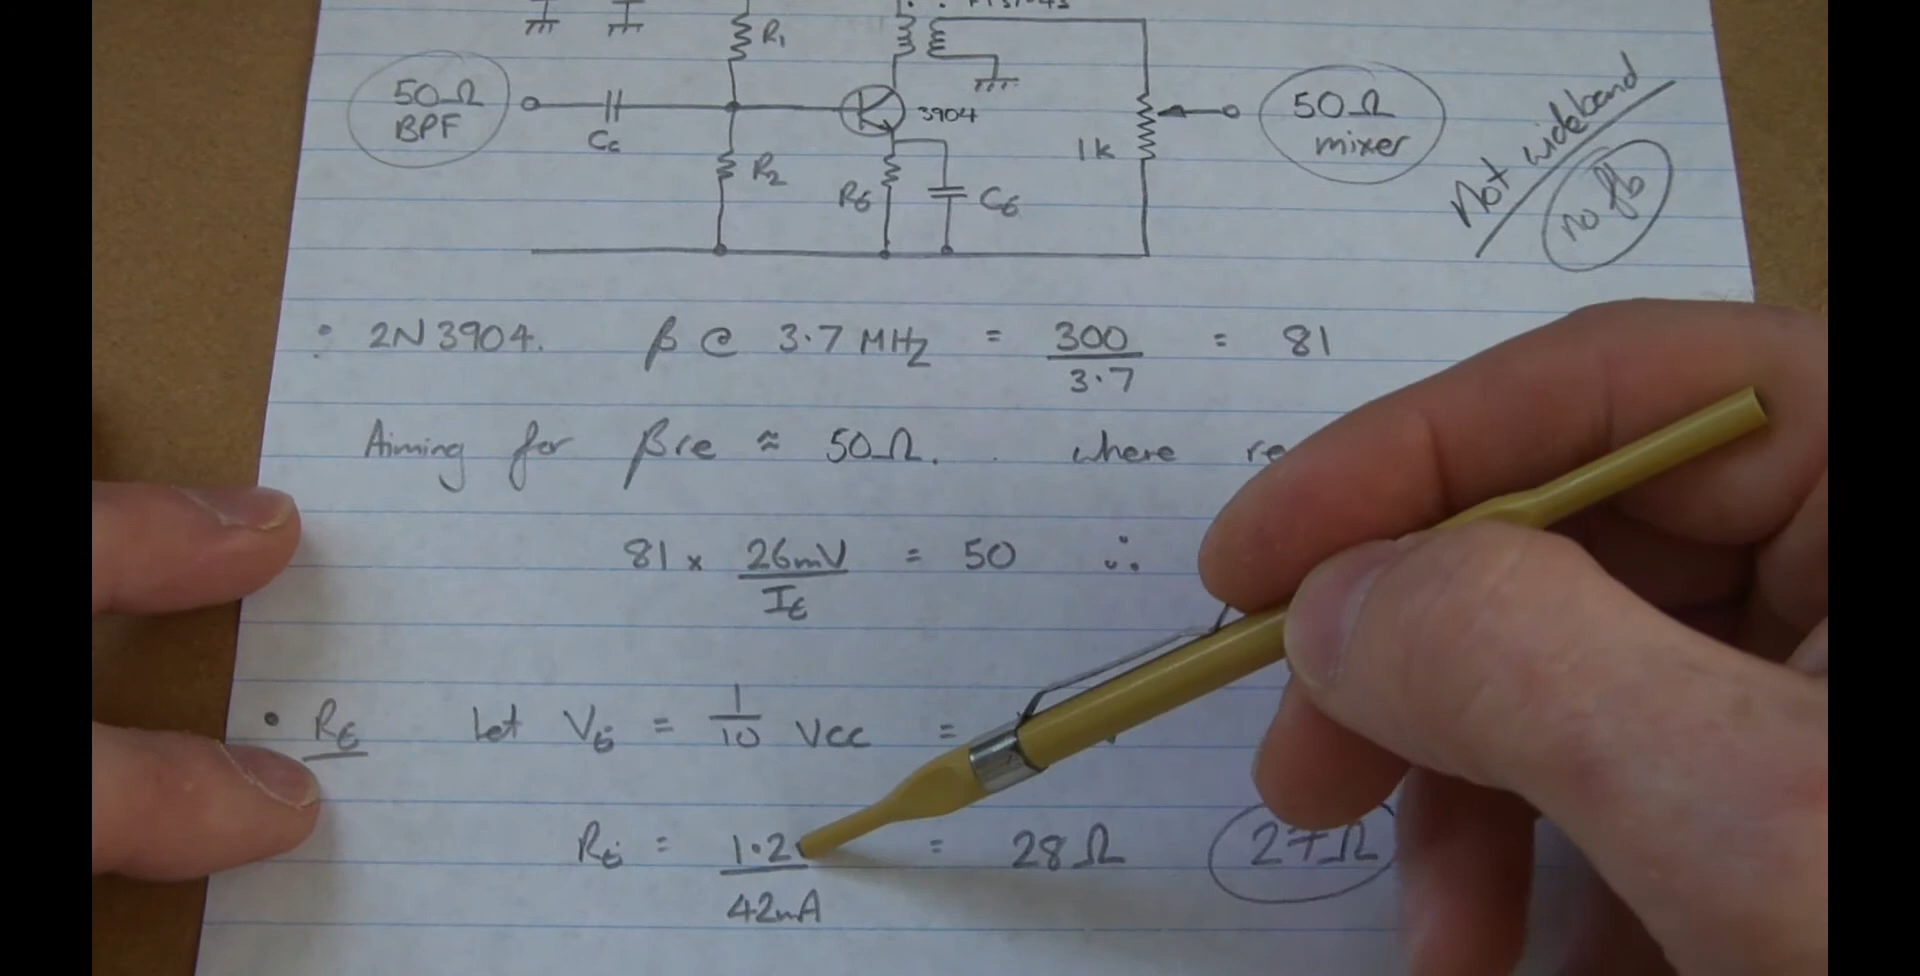 R₁
50Ω
BPF
Cc
3904
50Ω
mixer
1k
R₂
RE
CE
Not wideband
no fb
: 2N3904. β @ 3.7 MHz = 300 / 3.7 = 81
Aiming for βre ≈ 50Ω. where re
81 × 26mV / IE = 50 ∴
• RE Let VE = 1/10 Vcc =
RE = 1.2 / 42mA = 28Ω 27Ω